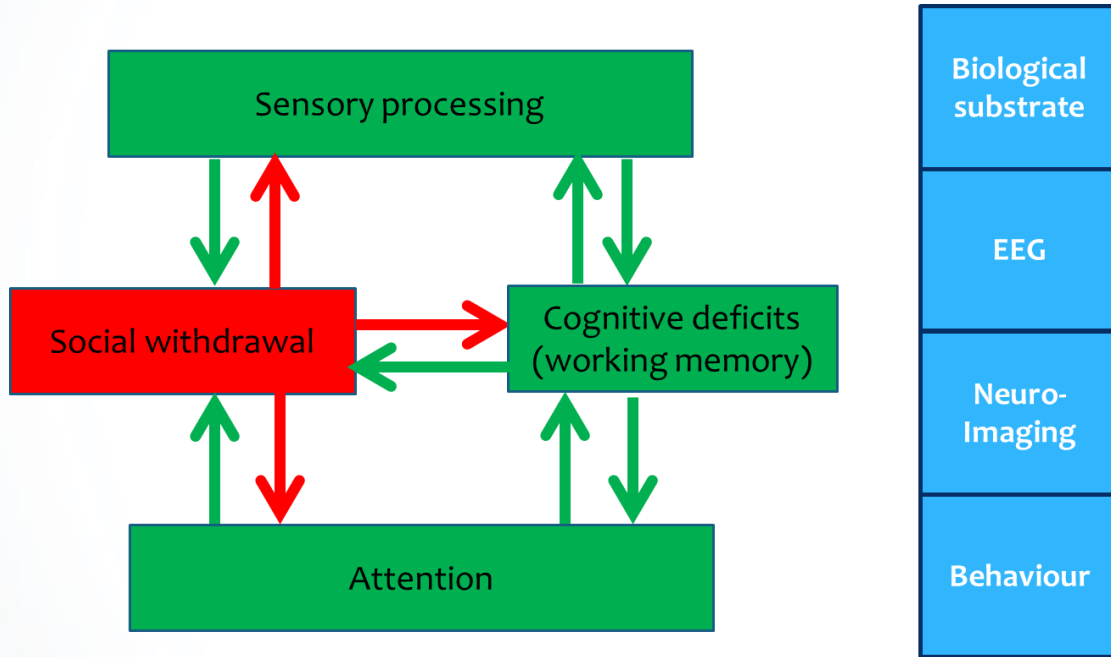 Sensory processing
Social withdrawal
Cognitive deficits
(working memory)
Attention
Biological
substrate
EEG
Neuro-
Imaging
Behaviour